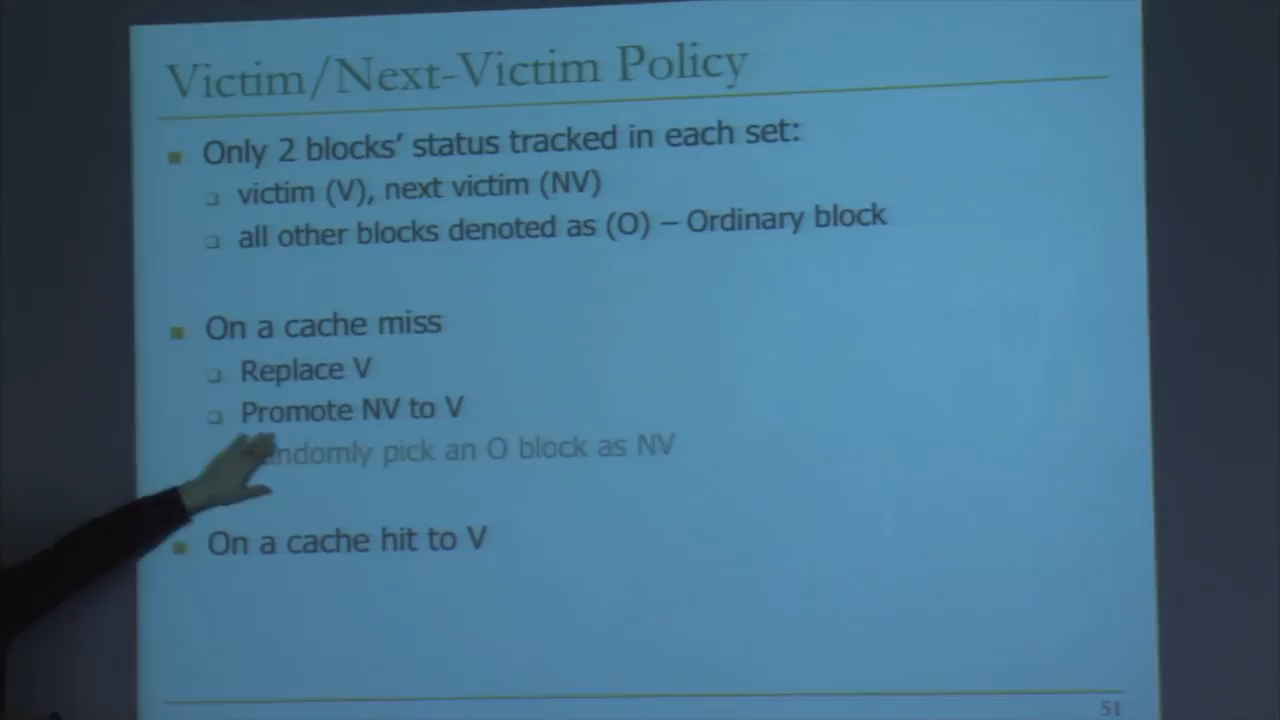 Victim/Next-Victim Policy
Only 2 blocks' status tracked in each set:
victim (V), next victim (NV)
all other blocks denoted as (O) – Ordinary block
On a cache miss
Replace V
Promote NV to V
Randomly pick an O block as NV
On a cache hit to V
51